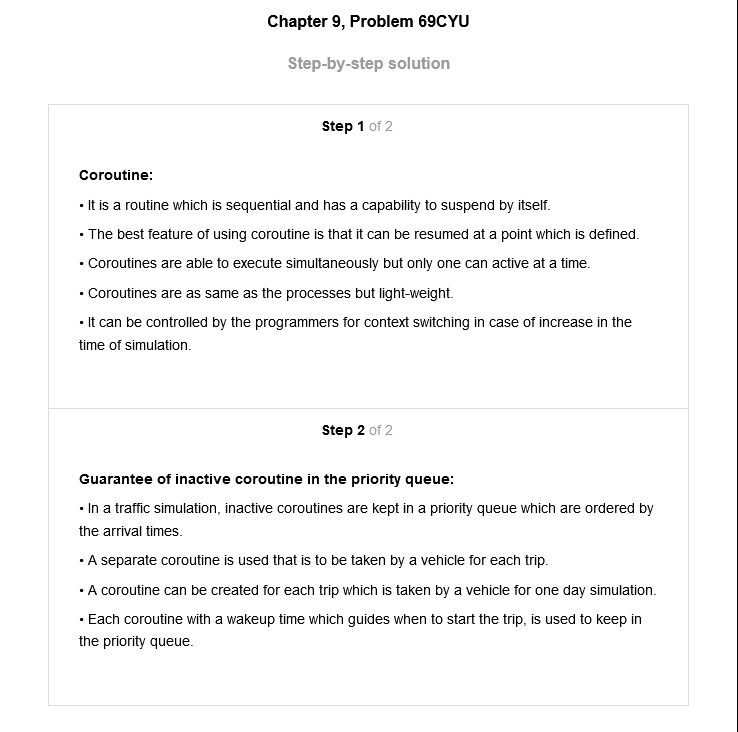 Chapter 9, Problem 69CYU
Step-by-step solution
Step 1 of 2
Coroutine:
• It is a routine which is sequential and has a capability to suspend by itself.
• The best feature of using coroutine is that it can be resumed at a point which is defined.
• Coroutines are able to execute simultaneously but only one can active at a time.
• Coroutines are as same as the processes but light-weight.
• It can be controlled by the programmers for context switching in case of increase in the
time of simulation.
Step 2 of 2
Guarantee of inactive coroutine in the priority queue:
• In a traffic simulation, inactive coroutines are kept in a priority queue which are ordered by
the arrival times.
• A separate coroutine is used that is to be taken by a vehicle for each trip.
• A coroutine can be created for each trip which is taken by a vehicle for one day simulation.
• Each coroutine with a wakeup time which guides when to start the trip, is used to keep in
the priority queue.